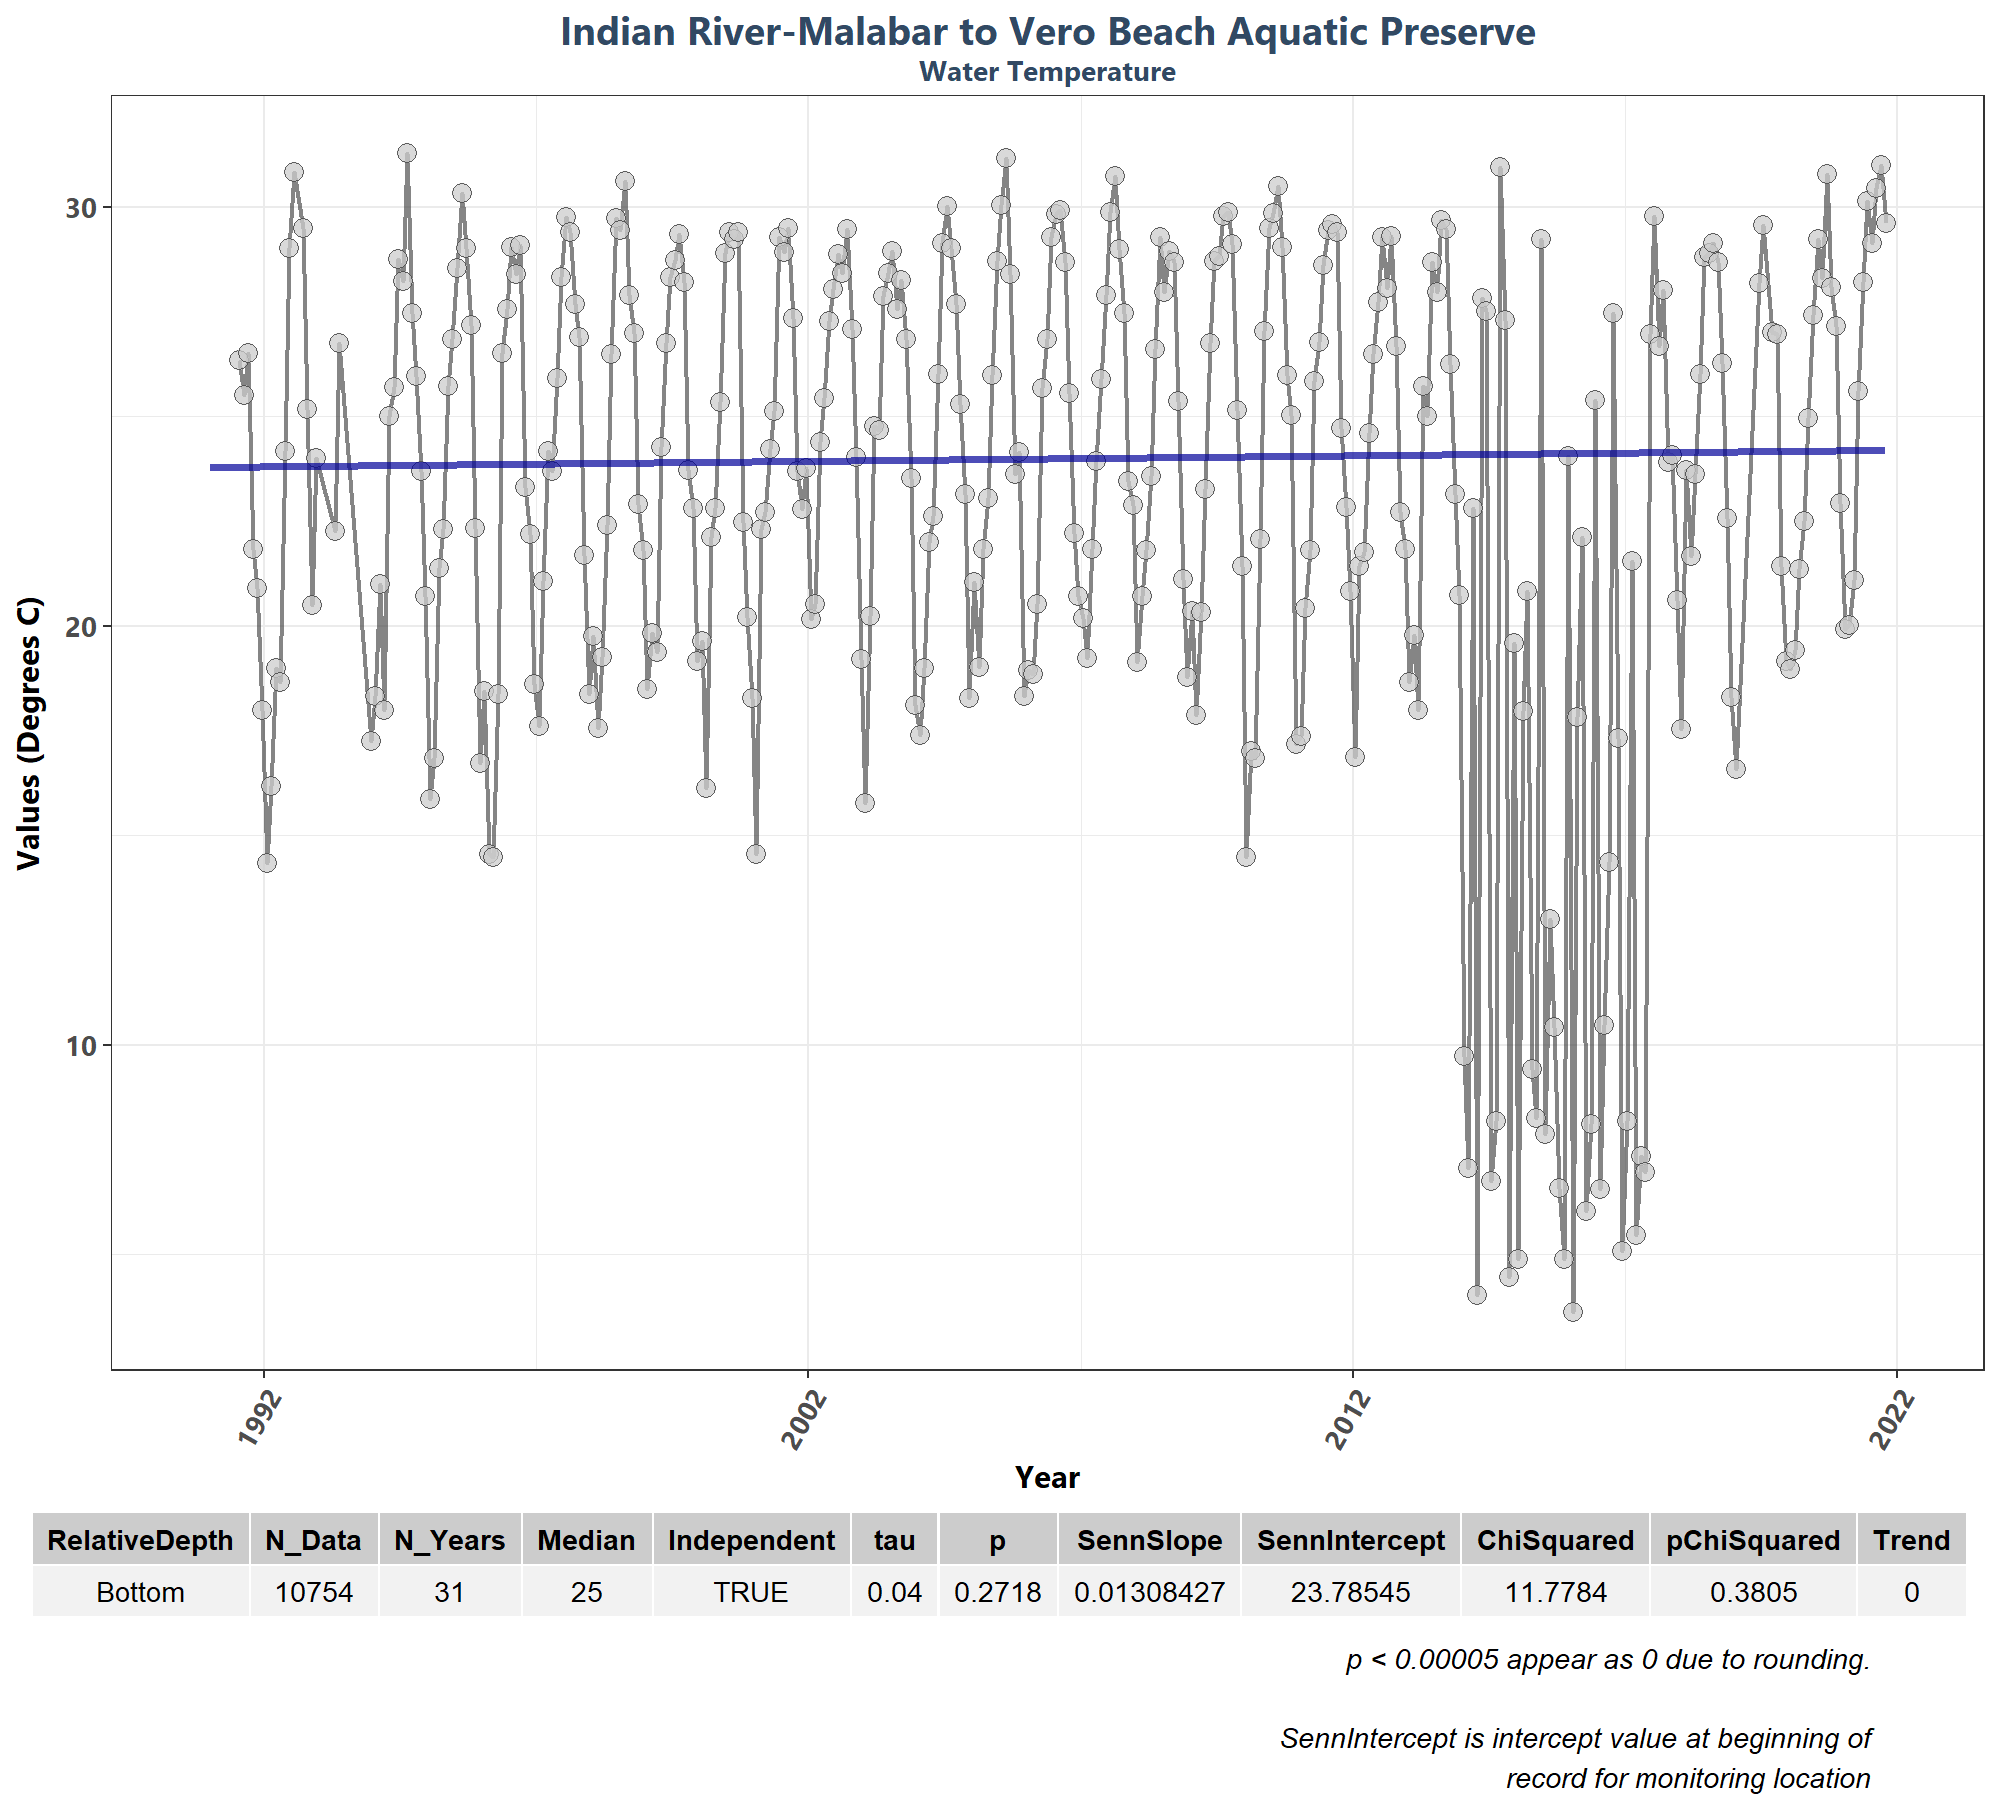 Indian River-Malabar to Vero Beach Aquatic Preserve
Water Temperature
Values (Degrees C)
30
20
10
1992
2002
2012
2022
Year
RelativeDepth N_Data N_Years Median Independent tau p SennSlope SennIntercept ChiSquared pChiSquared Trend
Bottom 10754 31 25 TRUE 0.04 0.2718 0.01308427 23.78545 11.7784 0.3805 0
p < 0.00005 appear as 0 due to rounding.
SennIntercept is intercept value at beginning of
record for monitoring location